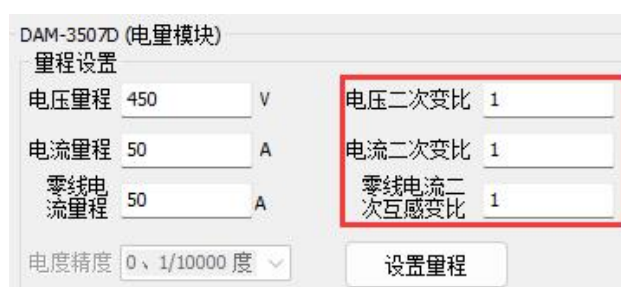 DAM-3507D (电量模块)
量程设置
电压量程 450 V 电压二次变比 1
电流量程 50 A 电流二次变比 1
零线电
流量程 50 A 零线电流二
次互感变比 1
电度精度 0、1/10000 度 设置量程